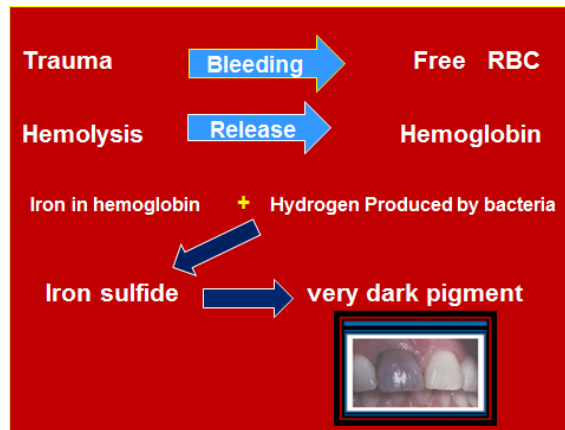 Trauma Bleeding Free RBC
Hemolysis Release Hemoglobin
Iron in hemoglobin + Hydrogen Produced by bacteria
Iron sulfide very dark pigment